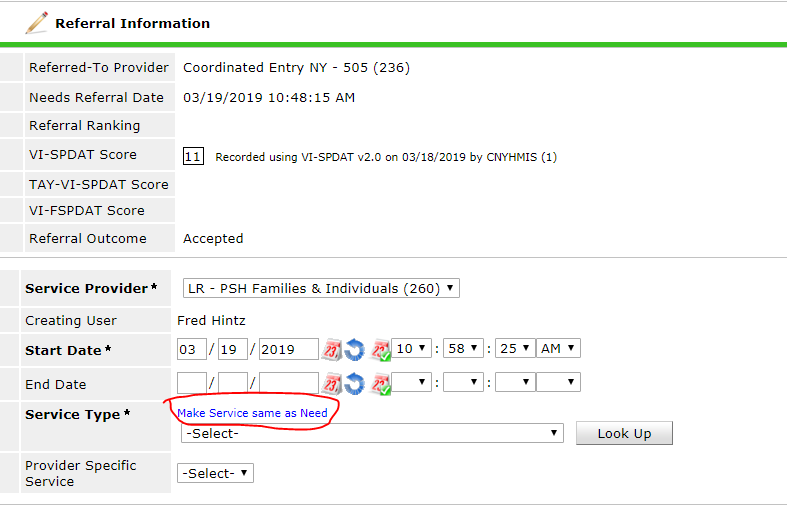 Referral Information
Referred-To Provider Coordinated Entry NY - 505 (236)
Needs Referral Date 03/19/2019 10:48:15 AM
Referral Ranking
VI-SPDAT Score 11 Recorded using VI-SPDAT v2.0 on 03/18/2019 by CNYHMIS (1)
TAY-VI-SPDAT Score
VI-FSPDAT Score
Referral Outcome Accepted
Service Provider* LR - PSH Families & Individuals (260)
Creating User Fred Hintz
Start Date* 03 / 19 / 2019 23 23 10 : 58 : 25 AM
End Date / / 23 23 : :
Service Type* Make Service same as Need
-Select- Look Up
Provider Specific
Service -Select-